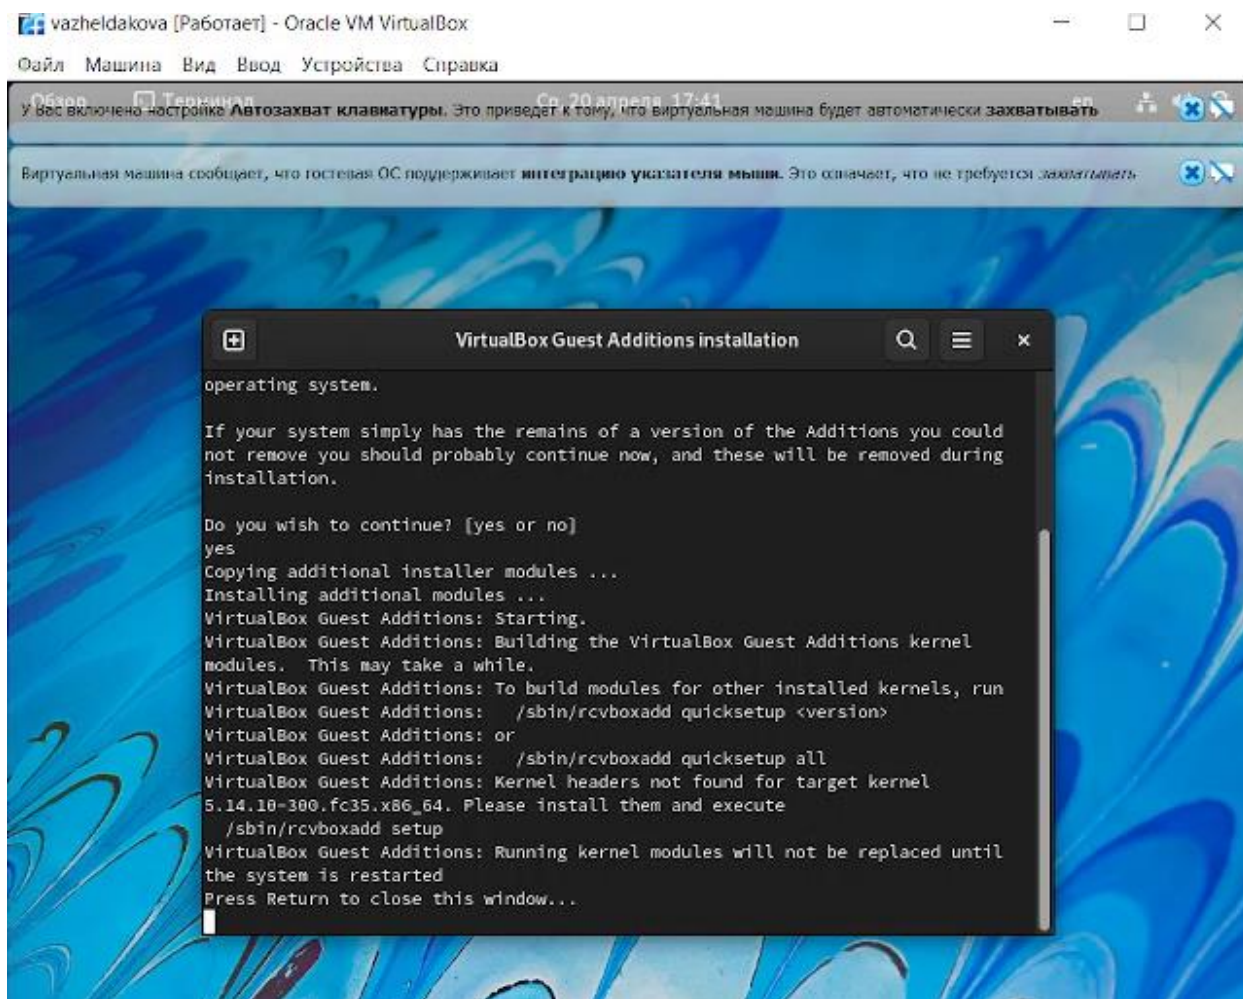 vazheldakova [Работает] - Oracle VM VirtualBox
Файл Машина Вид Ввод Устройства Справка
Обзор Терминал Ср, 20 апреля 17:41 en
У Вас включена настройка Автозахват клавиатуры. Это приведет к тому, что виртуальная машина будет автоматически захватывать
Виртуальная машина сообщает, что гостевая ОС поддерживает интеграцию указателя мыши. Это означает, что не требуется захватывать
VirtualBox Guest Additions installation
operating system.
If your system simply has the remains of a version of the Additions you could
not remove you should probably continue now, and these will be removed during
installation.
Do you wish to continue? [yes or no]
yes
Copying additional installer modules ...
Installing additional modules ...
VirtualBox Guest Additions: Starting.
VirtualBox Guest Additions: Building the VirtualBox Guest Additions kernel
modules.  This may take a while.
VirtualBox Guest Additions: To build modules for other installed kernels, run
VirtualBox Guest Additions:   /sbin/rcvboxadd quicksetup <version>
VirtualBox Guest Additions: or
VirtualBox Guest Additions:   /sbin/rcvboxadd quicksetup all
VirtualBox Guest Additions: Kernel headers not found for target kernel
5.14.10-300.fc35.x86_64. Please install them and execute
  /sbin/rcvboxadd setup
VirtualBox Guest Additions: Running kernel modules will not be replaced until
the system is restarted
Press Return to close this window...